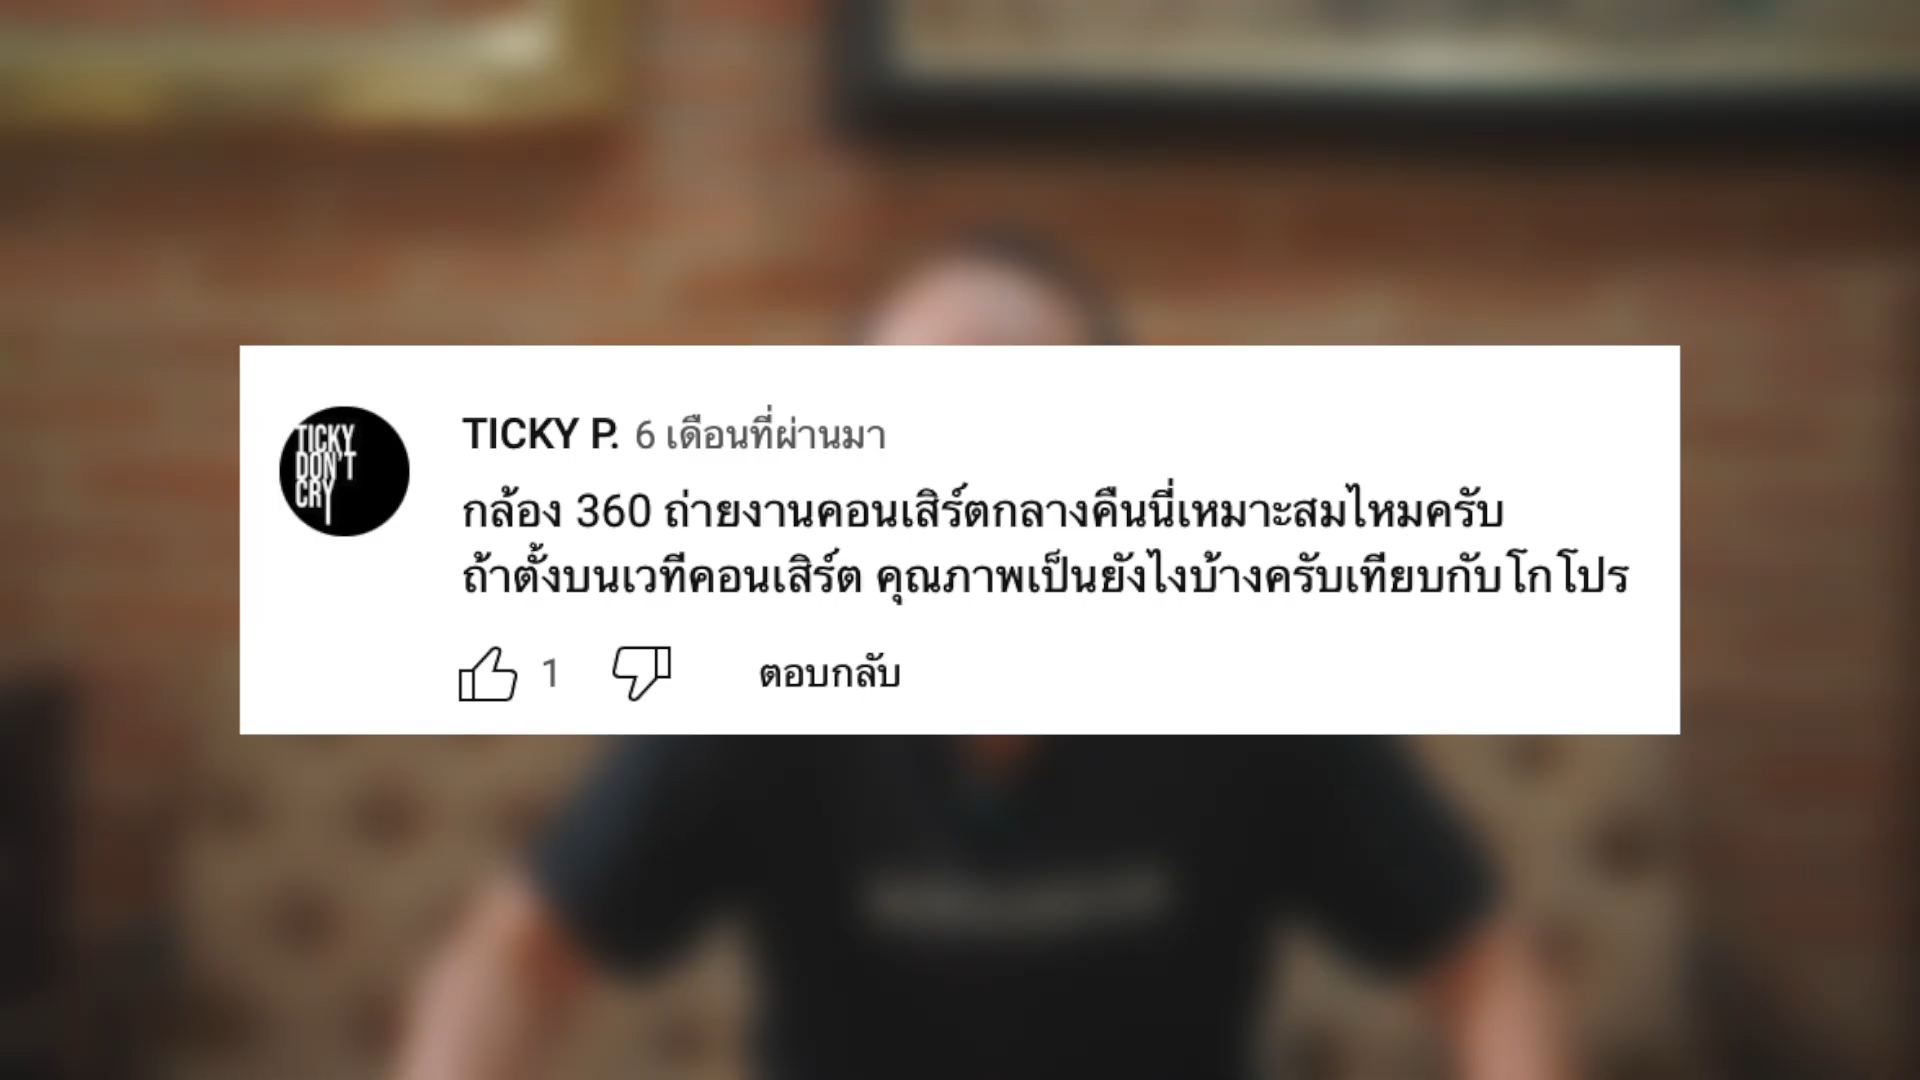 TICKY
DON'T
CRY
TICKY P. 6 เดือนที่ผ่านมา
กล้อง 360 ถ่ายงานคอนเสิร์ตกลางคืนนี่เหมาะสมไหมครับ
ถ้าตั้งบนเวทีคอนเสิร์ต คุณภาพเป็นยังไงบ้างครับเทียบกับโกโปร
1 ตอบกลับ